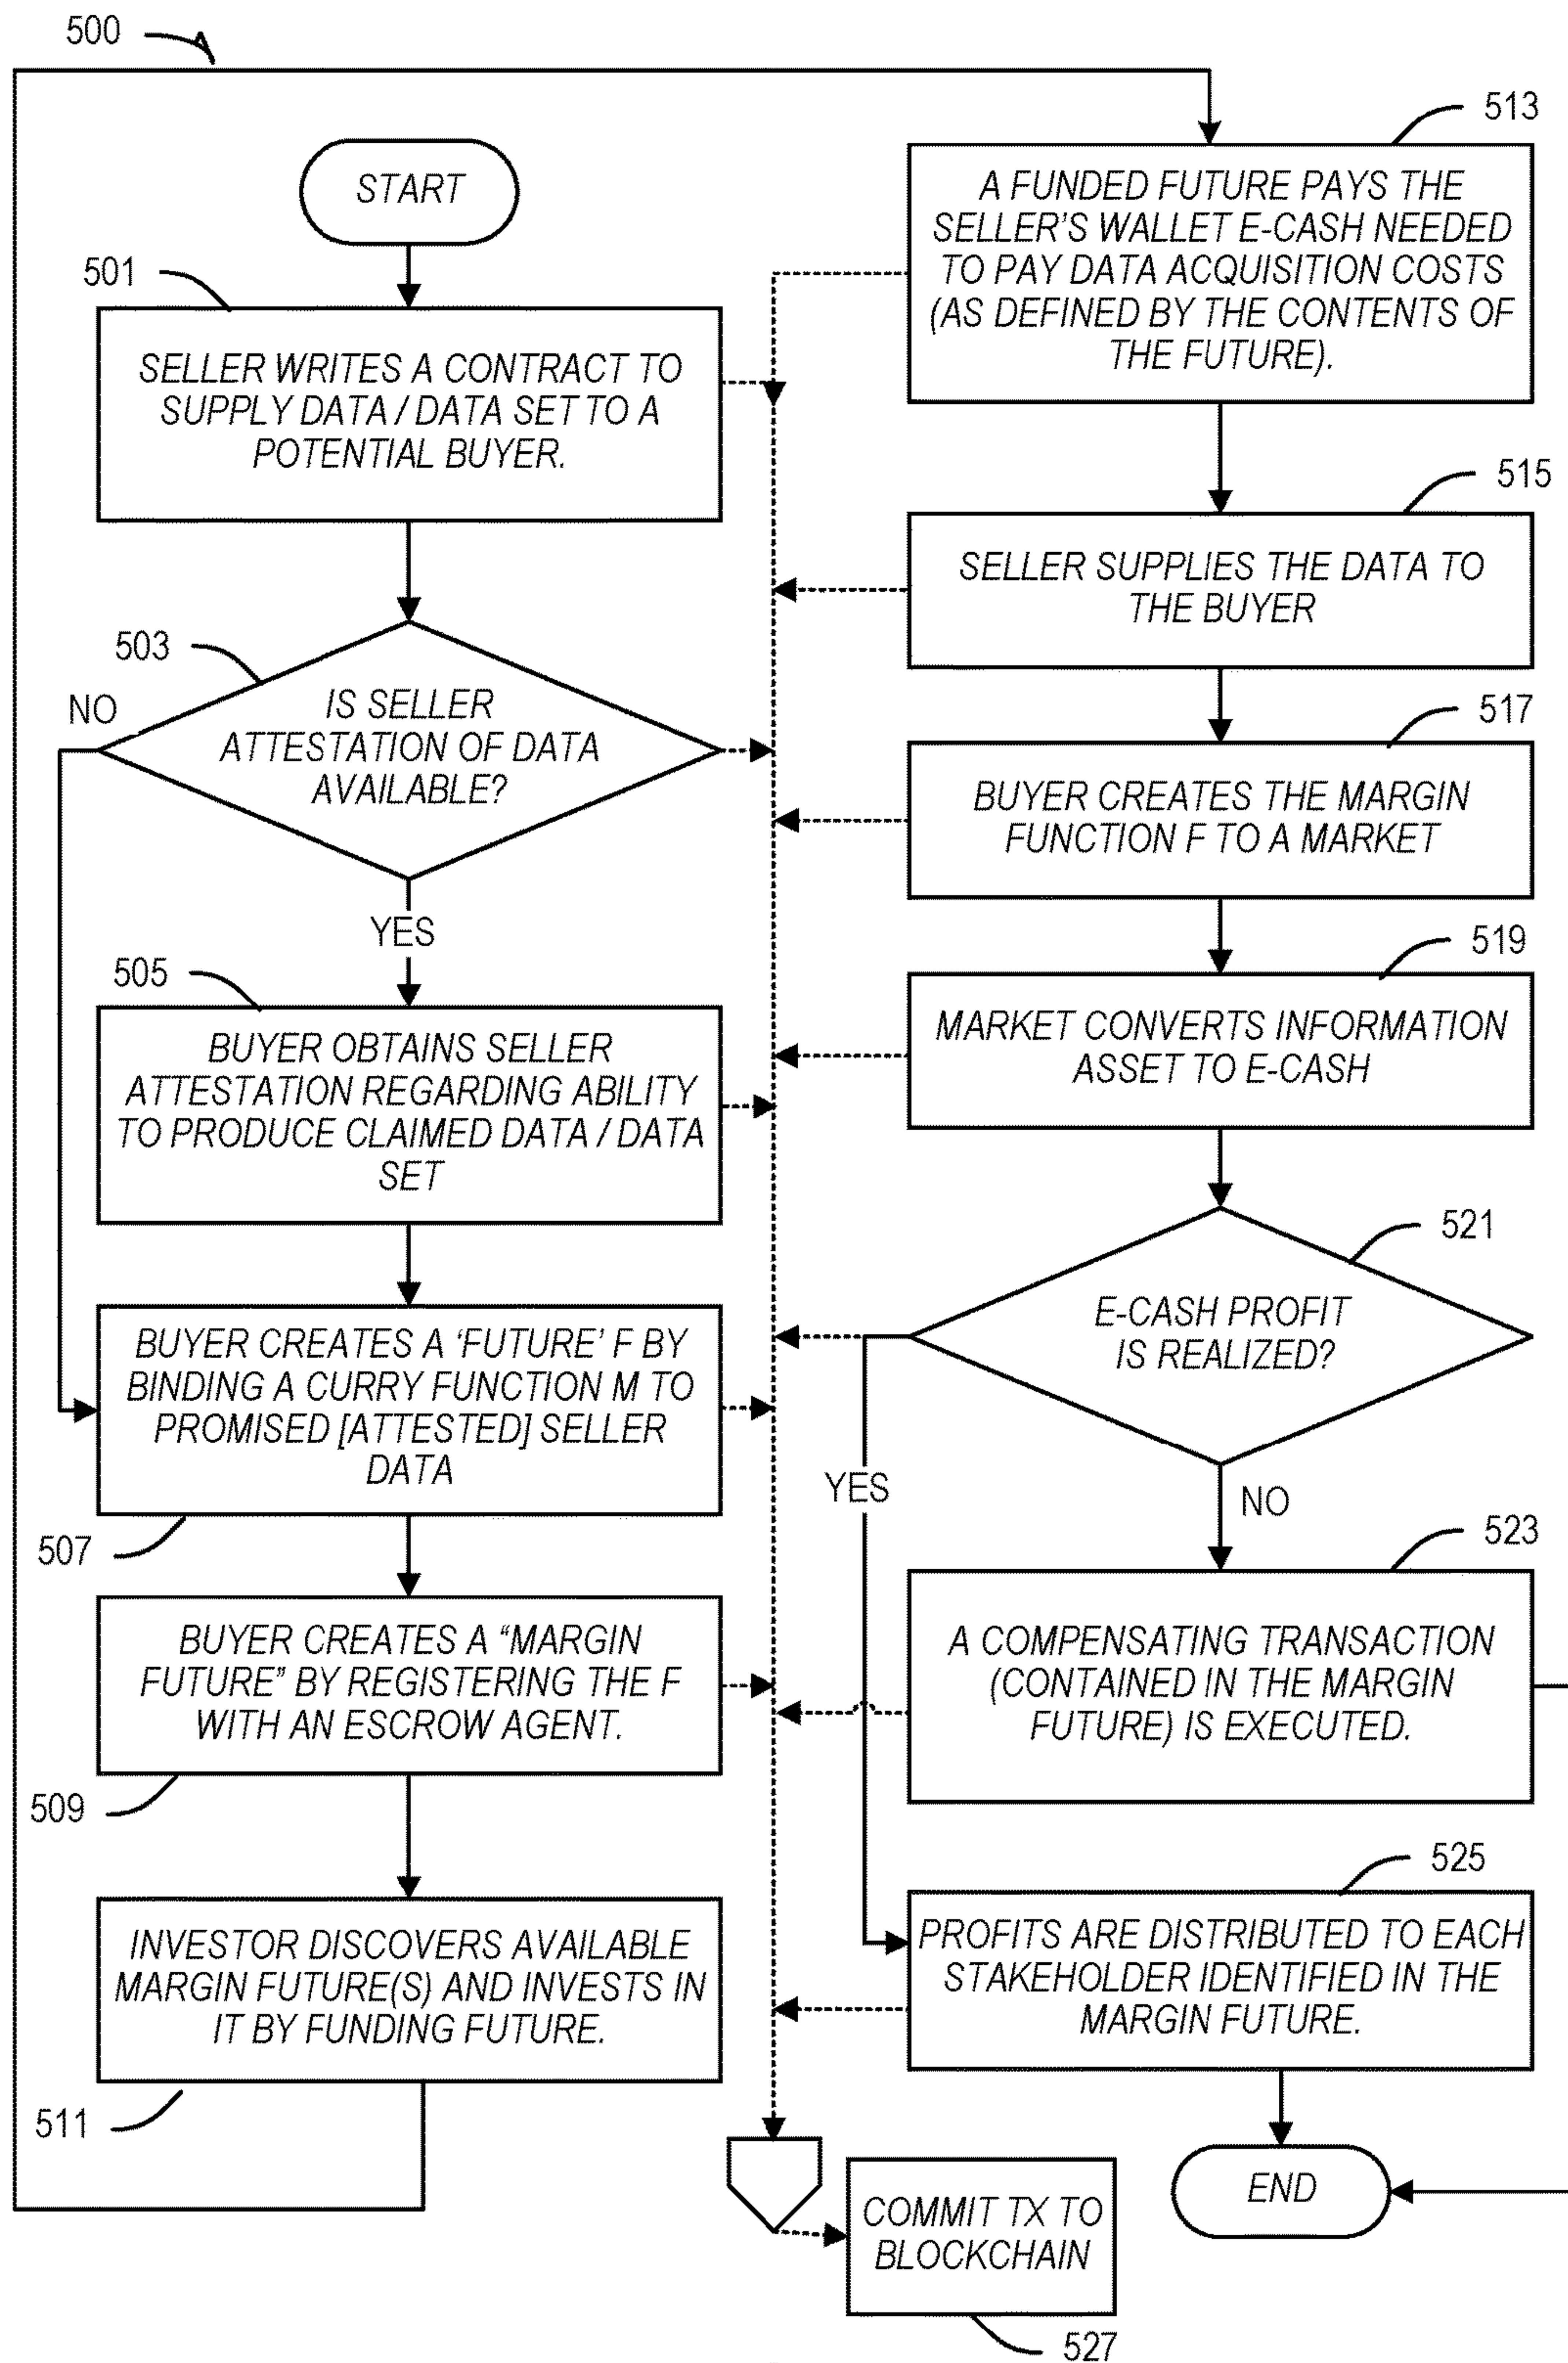 500
START
501
SELLER WRITES A CONTRACT TO
SUPPLY DATA / DATA SET TO A
POTENTIAL BUYER.
503
NO
IS SELLER
ATTESTATION OF DATA
AVAILABLE?
YES
505
BUYER OBTAINS SELLER
ATTESTATION REGARDING ABILITY
TO PRODUCE CLAIMED DATA / DATA
SET
BUYER CREATES A ‘FUTURE’ F BY
BINDING A CURRY FUNCTION M TO
PROMISED [ATTESTED] SELLER
DATA
507
BUYER CREATES A “MARGIN
FUTURE” BY REGISTERING THE F
WITH AN ESCROW AGENT.
509
INVESTOR DISCOVERS AVAILABLE
MARGIN FUTURE(S) AND INVESTS IN
IT BY FUNDING FUTURE.
511
513
A FUNDED FUTURE PAYS THE
SELLER’S WALLET E-CASH NEEDED
TO PAY DATA ACQUISITION COSTS
(AS DEFINED BY THE CONTENTS OF
THE FUTURE).
515
SELLER SUPPLIES THE DATA TO
THE BUYER
517
BUYER CREATES THE MARGIN
FUNCTION F TO A MARKET
519
MARKET CONVERTS INFORMATION
ASSET TO E-CASH
521
E-CASH PROFIT
IS REALIZED?
YES
NO
523
A COMPENSATING TRANSACTION
(CONTAINED IN THE MARGIN
FUTURE) IS EXECUTED.
525
PROFITS ARE DISTRIBUTED TO EACH
STAKEHOLDER IDENTIFIED IN THE
MARGIN FUTURE.
END
COMMIT TX TO
BLOCKCHAIN
527